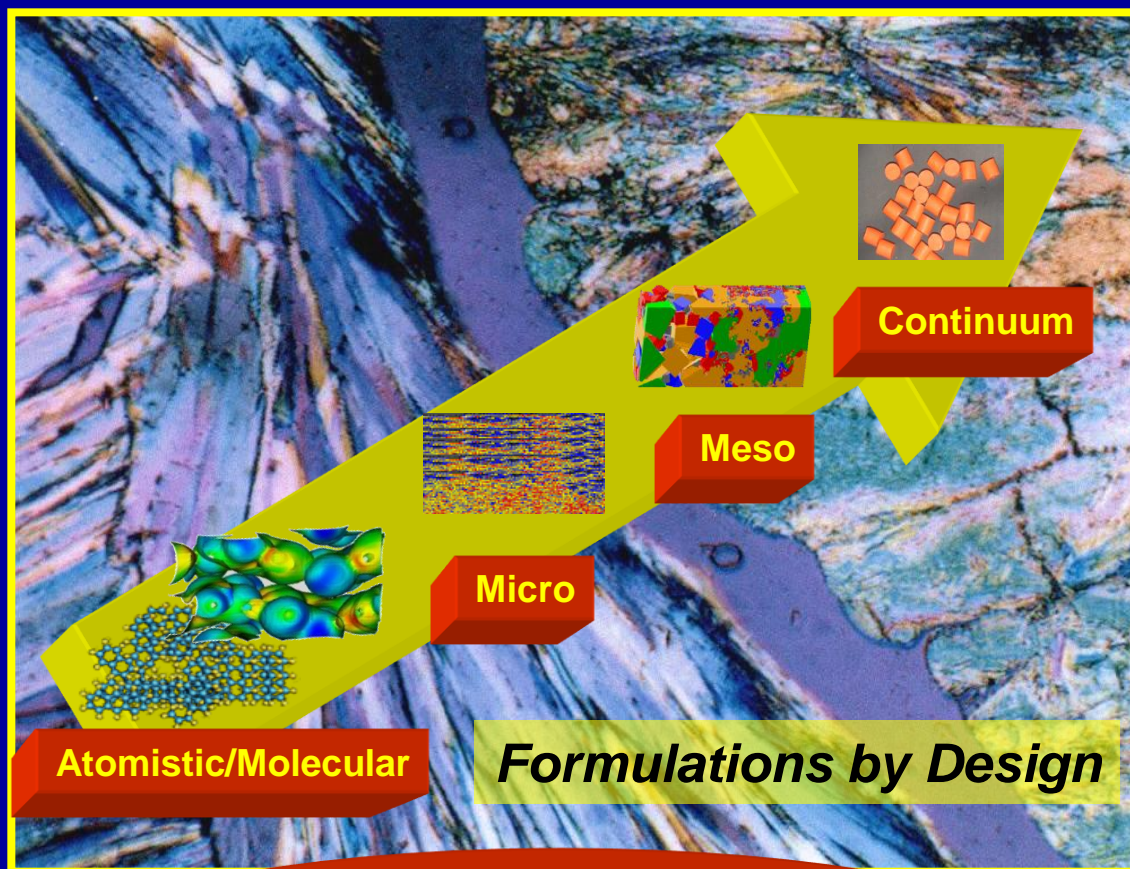 Continuum
Meso
Micro
Atomistic/Molecular
Formulations by Design